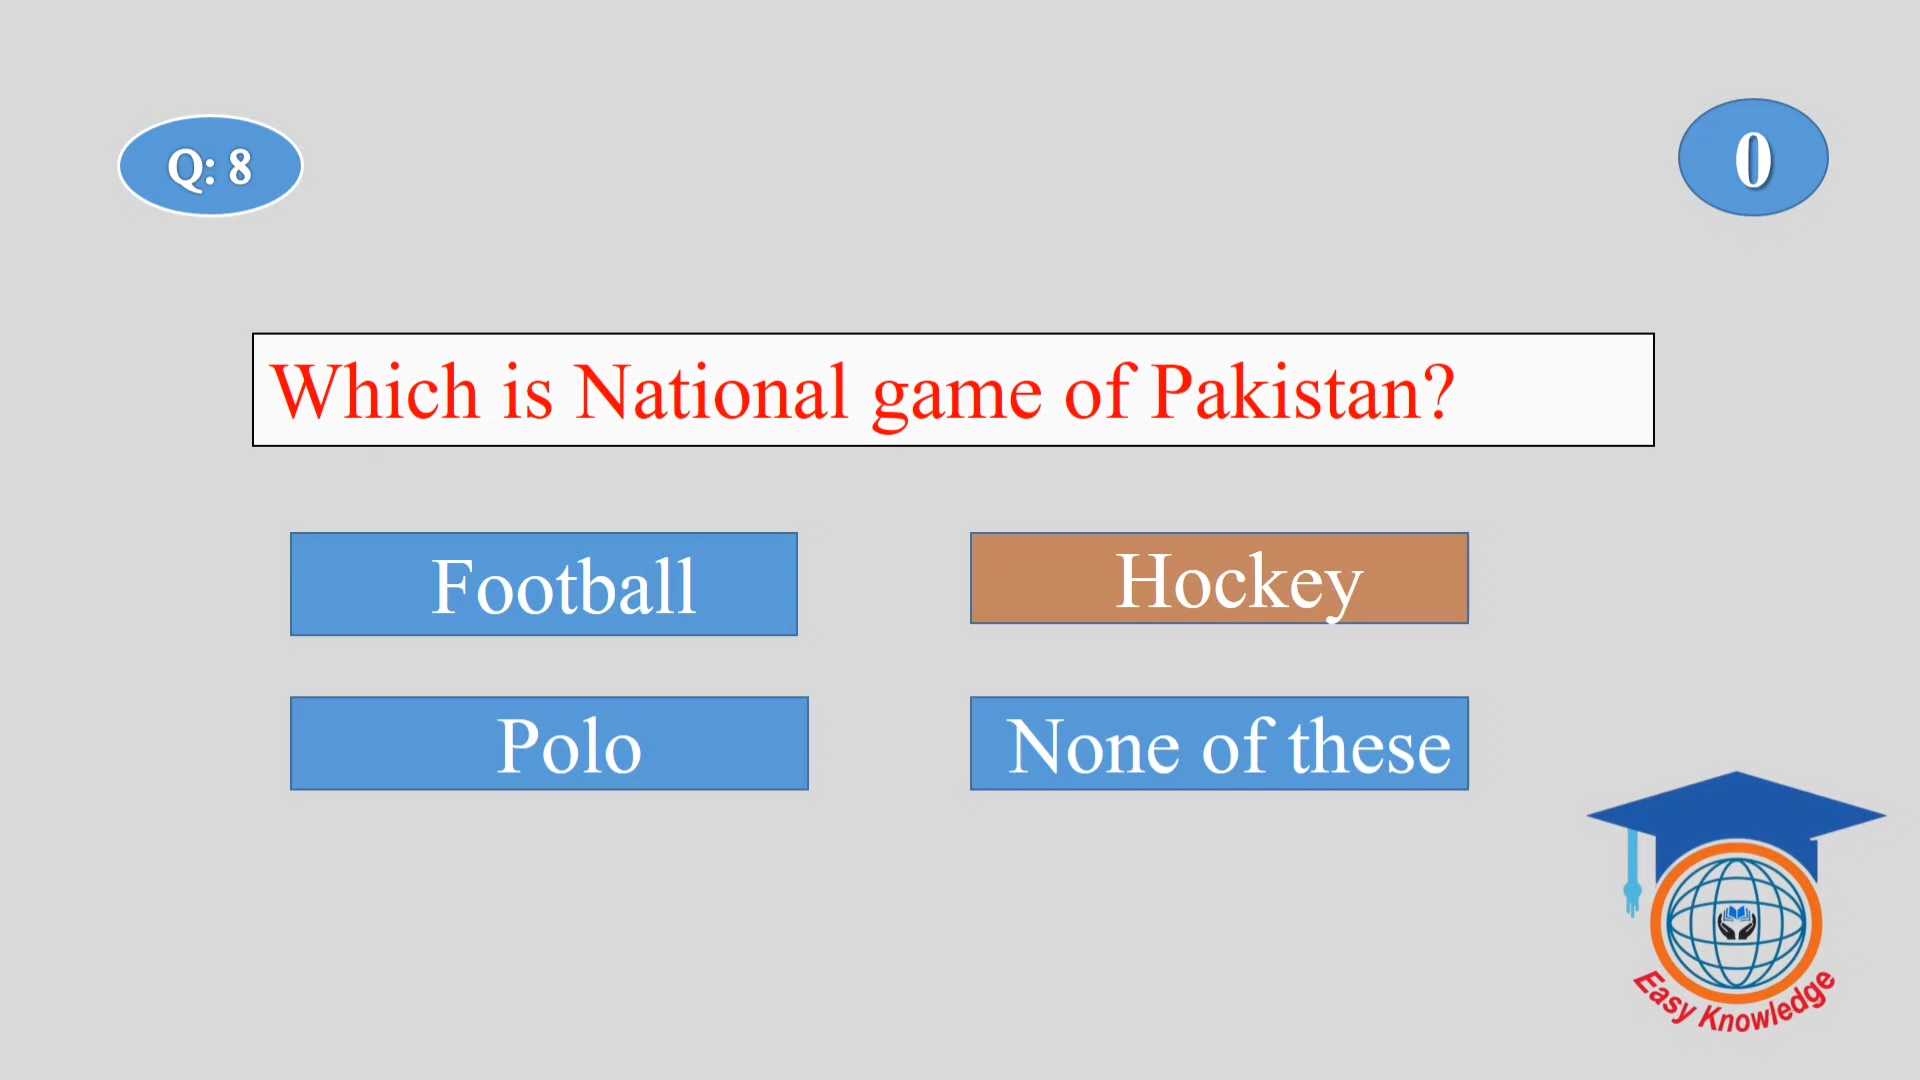 Q: 8
0
Which is National game of Pakistan?
Football
Hockey
Polo
None of these
Easy Knowledge